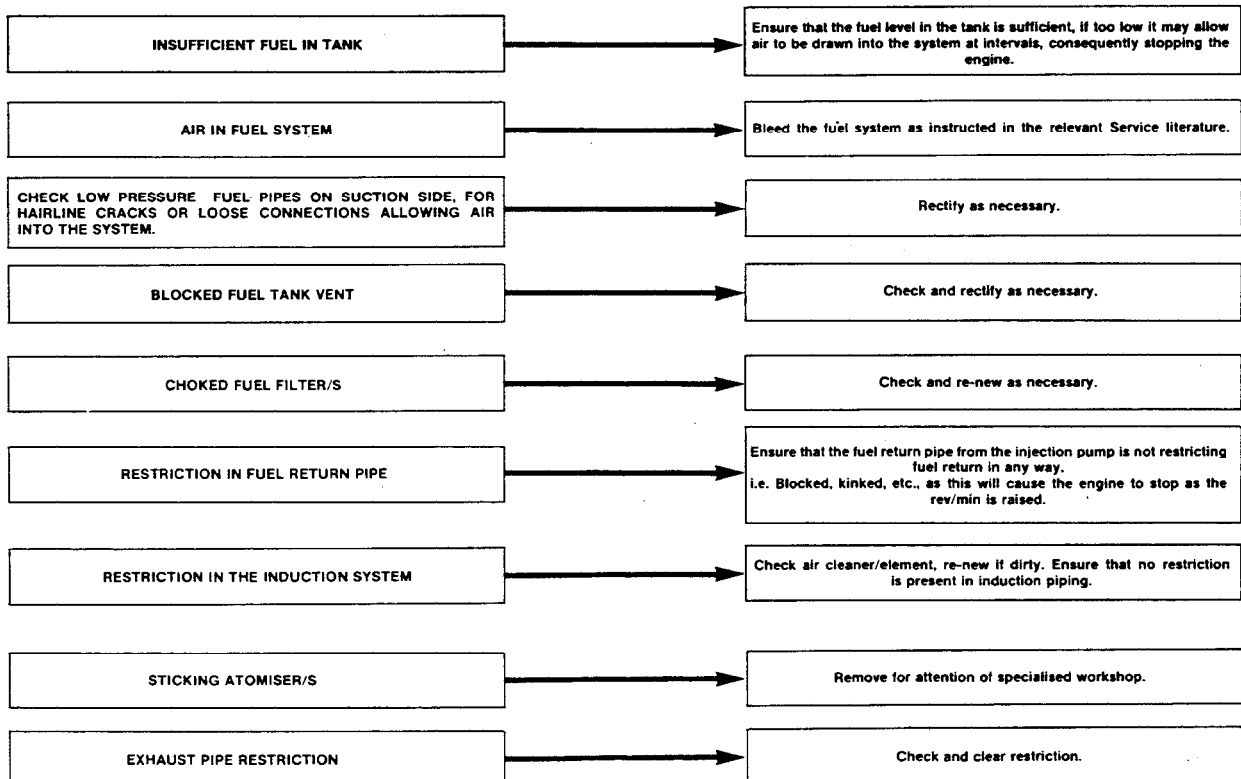 INSUFFICIENT FUEL IN TANK
Ensure that the fuel level in the tank is sufficient, if too low it may allow
air to be drawn into the system at intervals, consequently stopping the
engine.
AIR IN FUEL SYSTEM
Bleed the fuel system as instructed in the relevant Service literature.
CHECK LOW PRESSURE FUEL PIPES ON SUCTION SIDE, FOR
HAIRLINE CRACKS OR LOOSE CONNECTIONS ALLOWING AIR
INTO THE SYSTEM.
Rectify as necessary.
BLOCKED FUEL TANK VENT
Check and rectify as necessary.
CHOKED FUEL FILTER/S
Check and re-new as necessary.
RESTRICTION IN FUEL RETURN PIPE
Ensure that the fuel return pipe from the injection pump is not restricting
fuel return in any way.
i.e. Blocked, kinked, etc., as this will cause the engine to stop as the
rev/min is raised.
RESTRICTION IN THE INDUCTION SYSTEM
Check air cleaner/element, re-new if dirty. Ensure that no restriction
is present in induction piping.
STICKING ATOMISER/S
Remove for attention of specialised workshop.
EXHAUST PIPE RESTRICTION
Check and clear restriction.